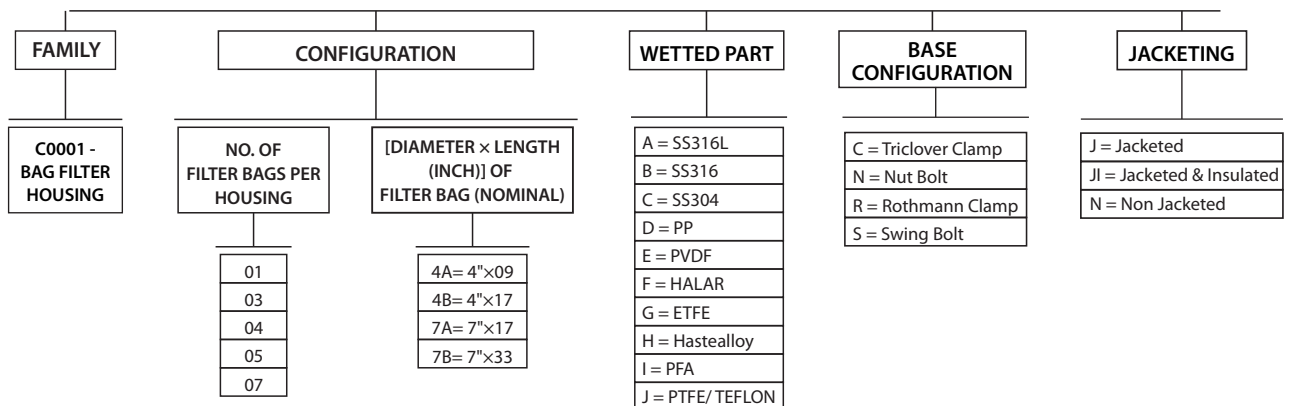 FAMILY
C0001 -
BAG FILTER
HOUSING
CONFIGURATION
NO. OF
FILTER BAGS PER
HOUSING
01
03
04
05
07
[DIAMETER × LENGTH
(INCH)] OF
FILTER BAG (NOMINAL)
4A= 4"×09
4B= 4"×17
7A= 7"×17
7B= 7"×33
WETTED PART
A = SS316L
B = SS316
C = SS304
D = PP
E = PVDF
F = HALAR
G = ETFE
H = Hastealloy
I = PFA
J = PTFE/ TEFLON
BASE
CONFIGURATION
C = Triclover Clamp
N = Nut Bolt
R = Rothmann Clamp
S = Swing Bolt
JACKETING
J = Jacketed
JI = Jacketed & Insulated
N = Non Jacketed